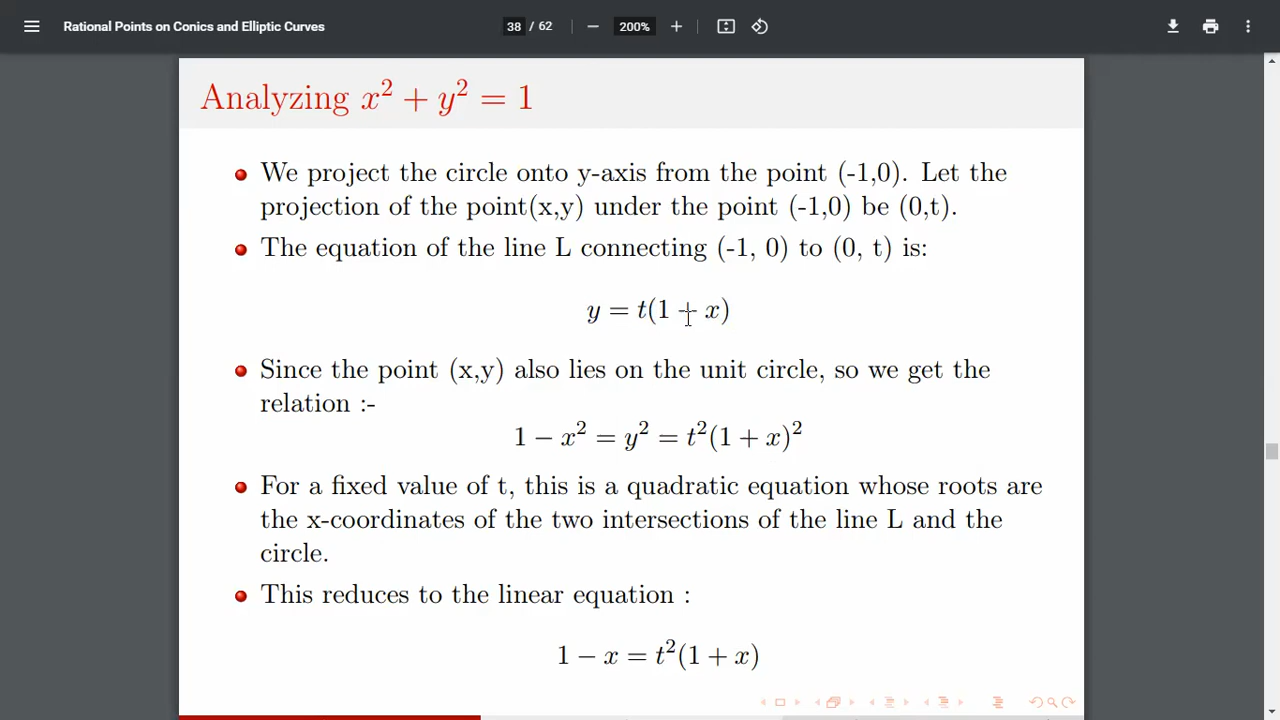 Rational Points on Conics and Elliptic Curves
38 / 62
200%
Analyzing x² + y² = 1
We project the circle onto y-axis from the point (-1,0). Let the
projection of the point(x,y) under the point (-1,0) be (0,t).
The equation of the line L connecting (-1, 0) to (0, t) is:
y = t(1 + x)
Since the point (x,y) also lies on the unit circle, so we get the
relation :-
1 − x² = y² = t²(1 + x)²
For a fixed value of t, this is a quadratic equation whose roots are
the x-coordinates of the two intersections of the line L and the
circle.
This reduces to the linear equation :
1 − x = t²(1 + x)